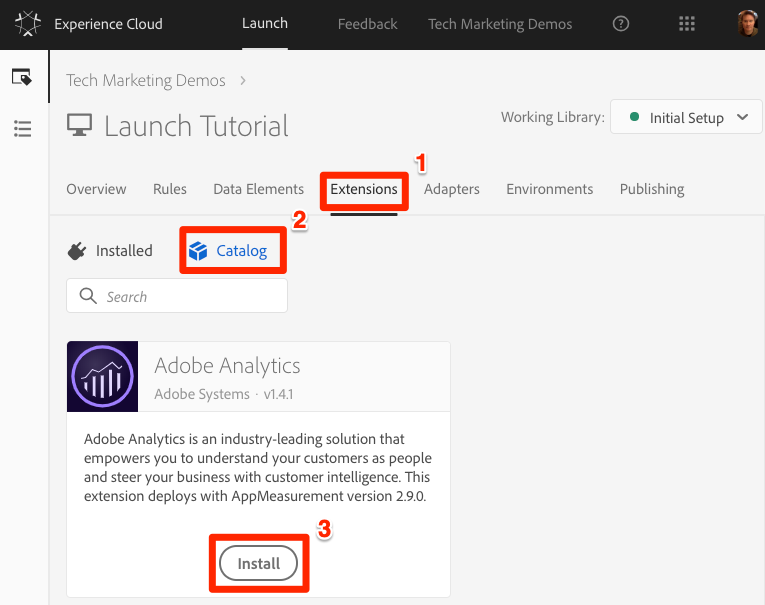 Experience Cloud
Launch
Feedback
Tech Marketing Demos
?
Tech Marketing Demos >
Launch Tutorial
Working Library:
Initial Setup
1
Overview
Rules
Data Elements
Extensions
Adapters
Environments
Publishing
2
Installed
Catalog
Search
Adobe Analytics
Adobe Systems · v1.4.1
Adobe Analytics is an industry-leading solution that
empowers you to understand your customers as people
and steer your business with customer intelligence. This
extension deploys with AppMeasurement version 2.9.0.
3
Install